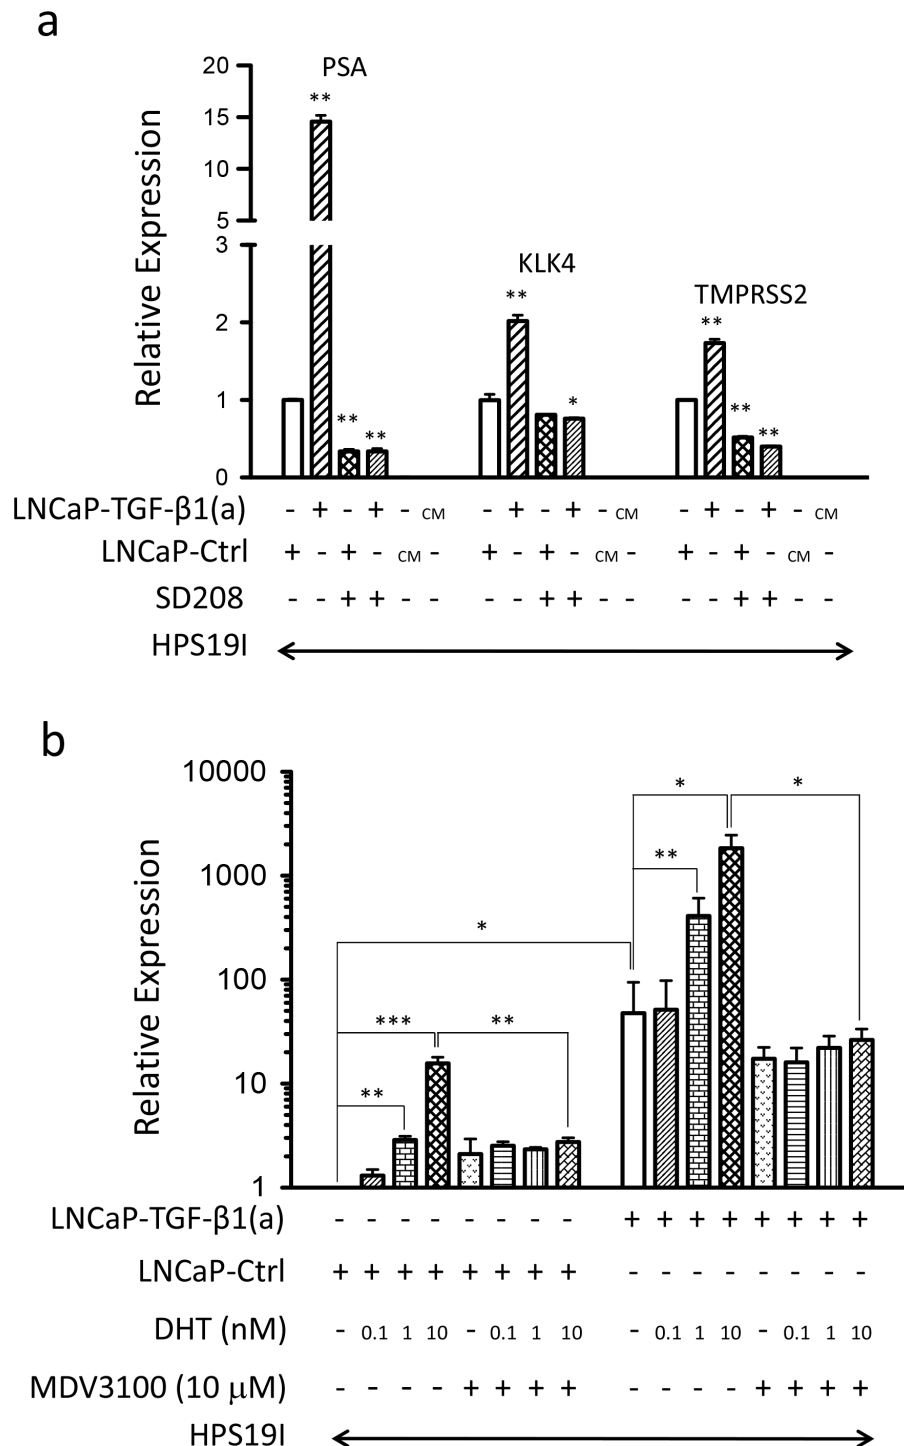 a
PSA
20
**
15
10
5
3
KLK4
TMPRSS2
**
**
2
1
**
**
*
**
**
0
Relative Expression
LNCaP-TGF-β1(a) - + - + - CM - + - + - CM - + - + - CM
LNCaP-Ctrl + - + - CM - + - + - CM - + - + - CM -
SD208 - - + + - - - - + + - - - - + + - -
HPS19I
b
10000
* *
1000
**
*
100
*** **
**
10
1
Relative Expression
LNCaP-TGF-β1(a) - - - - - - - - + + + + + + + +
LNCaP-Ctrl + + + + + + + + - - - - - - - -
DHT (nM) - 0.1 1 10 - 0.1 1 10 - 0.1 1 10 - 0.1 1 10
MDV3100 (10 μM) - - - - + + + + - - - - + + + +
HPS19I